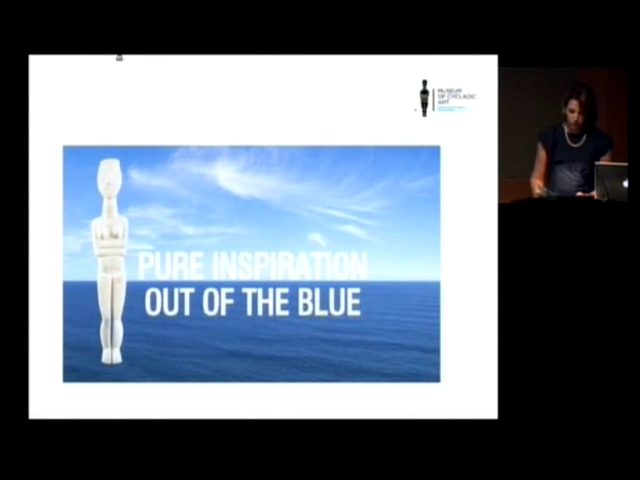 MUSEUM
OF CYCLADIC
ART
PURE INSPIRATION
OUT OF THE BLUE